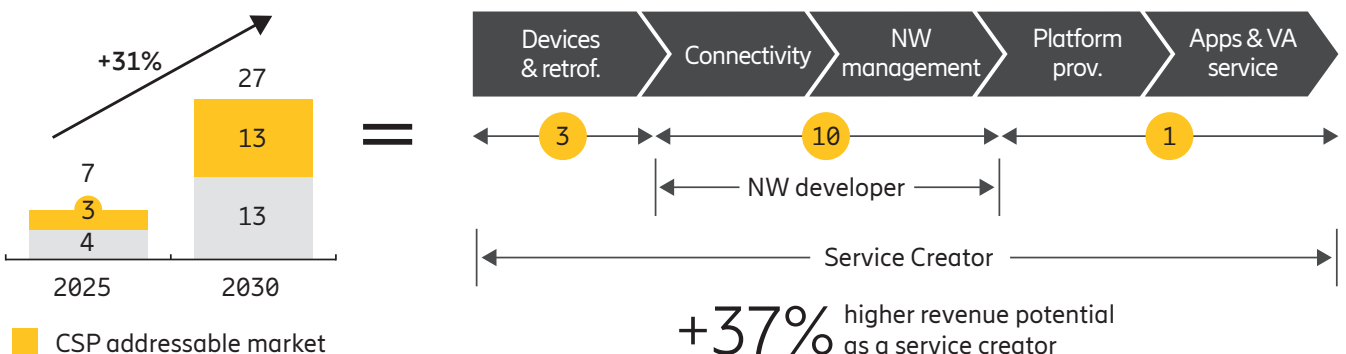 +31%
27
13
13
7
3
4
2025
2030
CSP addressable market
=
Devices
& retrof.
Connectivity
NW
management
Platform
prov.
Apps & VA
service
3
10
1
NW developer
Service Creator
+37%
higher revenue potential
as a service creator